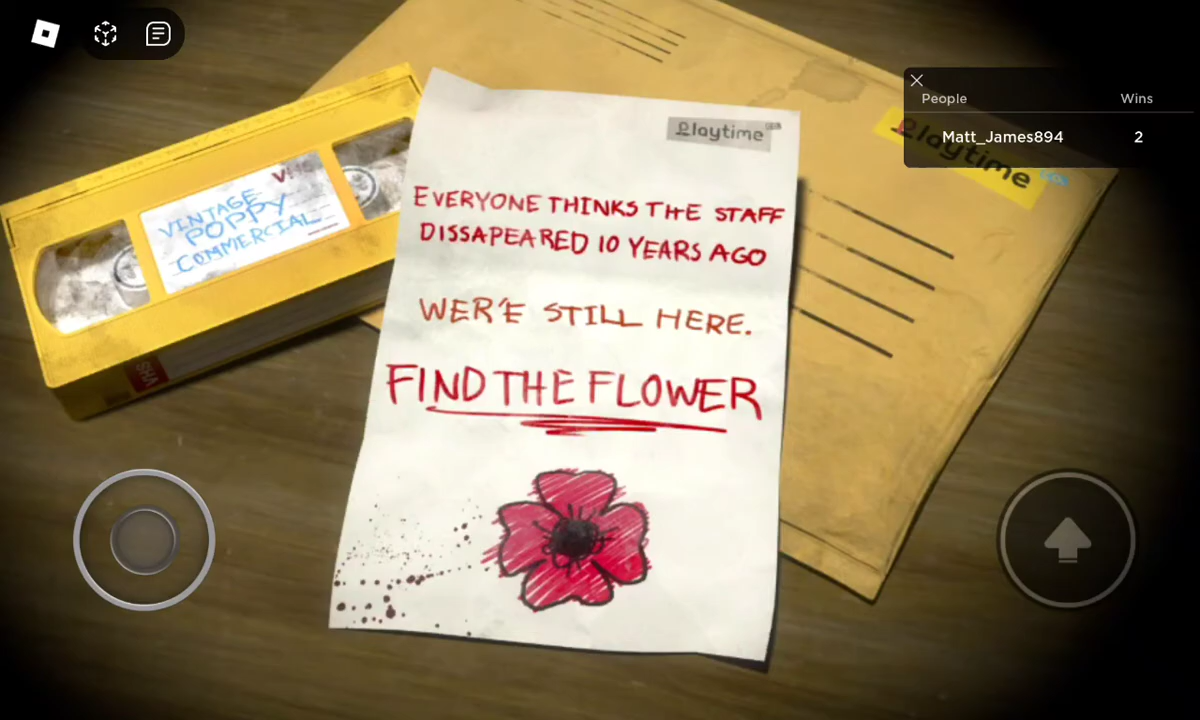 People Wins
Matt_James894 2
Playtime
VHS
VINTAGE
POPPY
COMMERCIAL
SHA
Playtime
EVERYONE THINKS THE STAFF
DISSAPEARED 10 YEARS AGO
WER'E STILL HERE.
FIND THE FLOWER